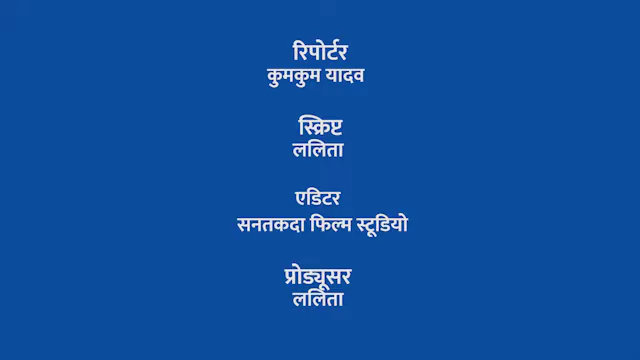 रिपोर्टर
कुमकुम यादव
स्क्रिप्ट
ललिता
एडिटर
सनतकदा फिल्म स्टूडियो
प्रोड्यूसर
ललिता